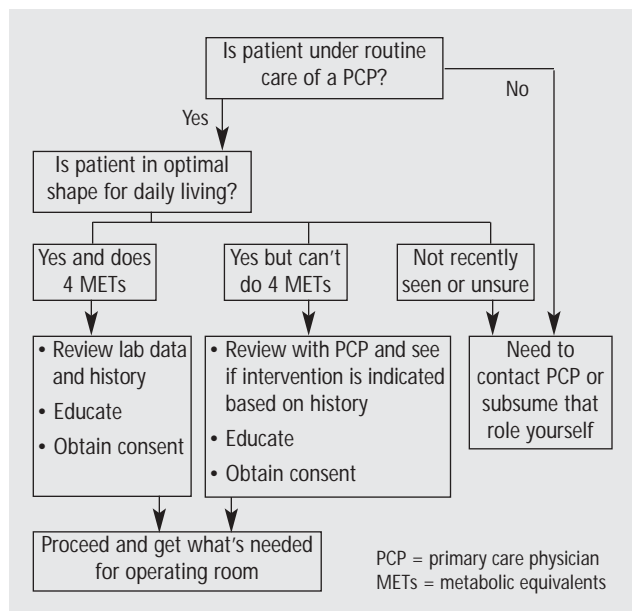 Is patient under routine
care of a PCP?
No
Yes
Is patient in optimal
shape for daily living?
Yes and does
4 METs
Yes but can't
do 4 METs
Not recently
seen or unsure
• Review lab data
and history
• Educate
• Obtain consent
• Review with PCP and see
if intervention is indicated
based on history
• Educate
• Obtain consent
Need to
contact PCP or
subsume that
role yourself
Proceed and get what's needed
for operating room
PCP = primary care physician
METs = metabolic equivalents